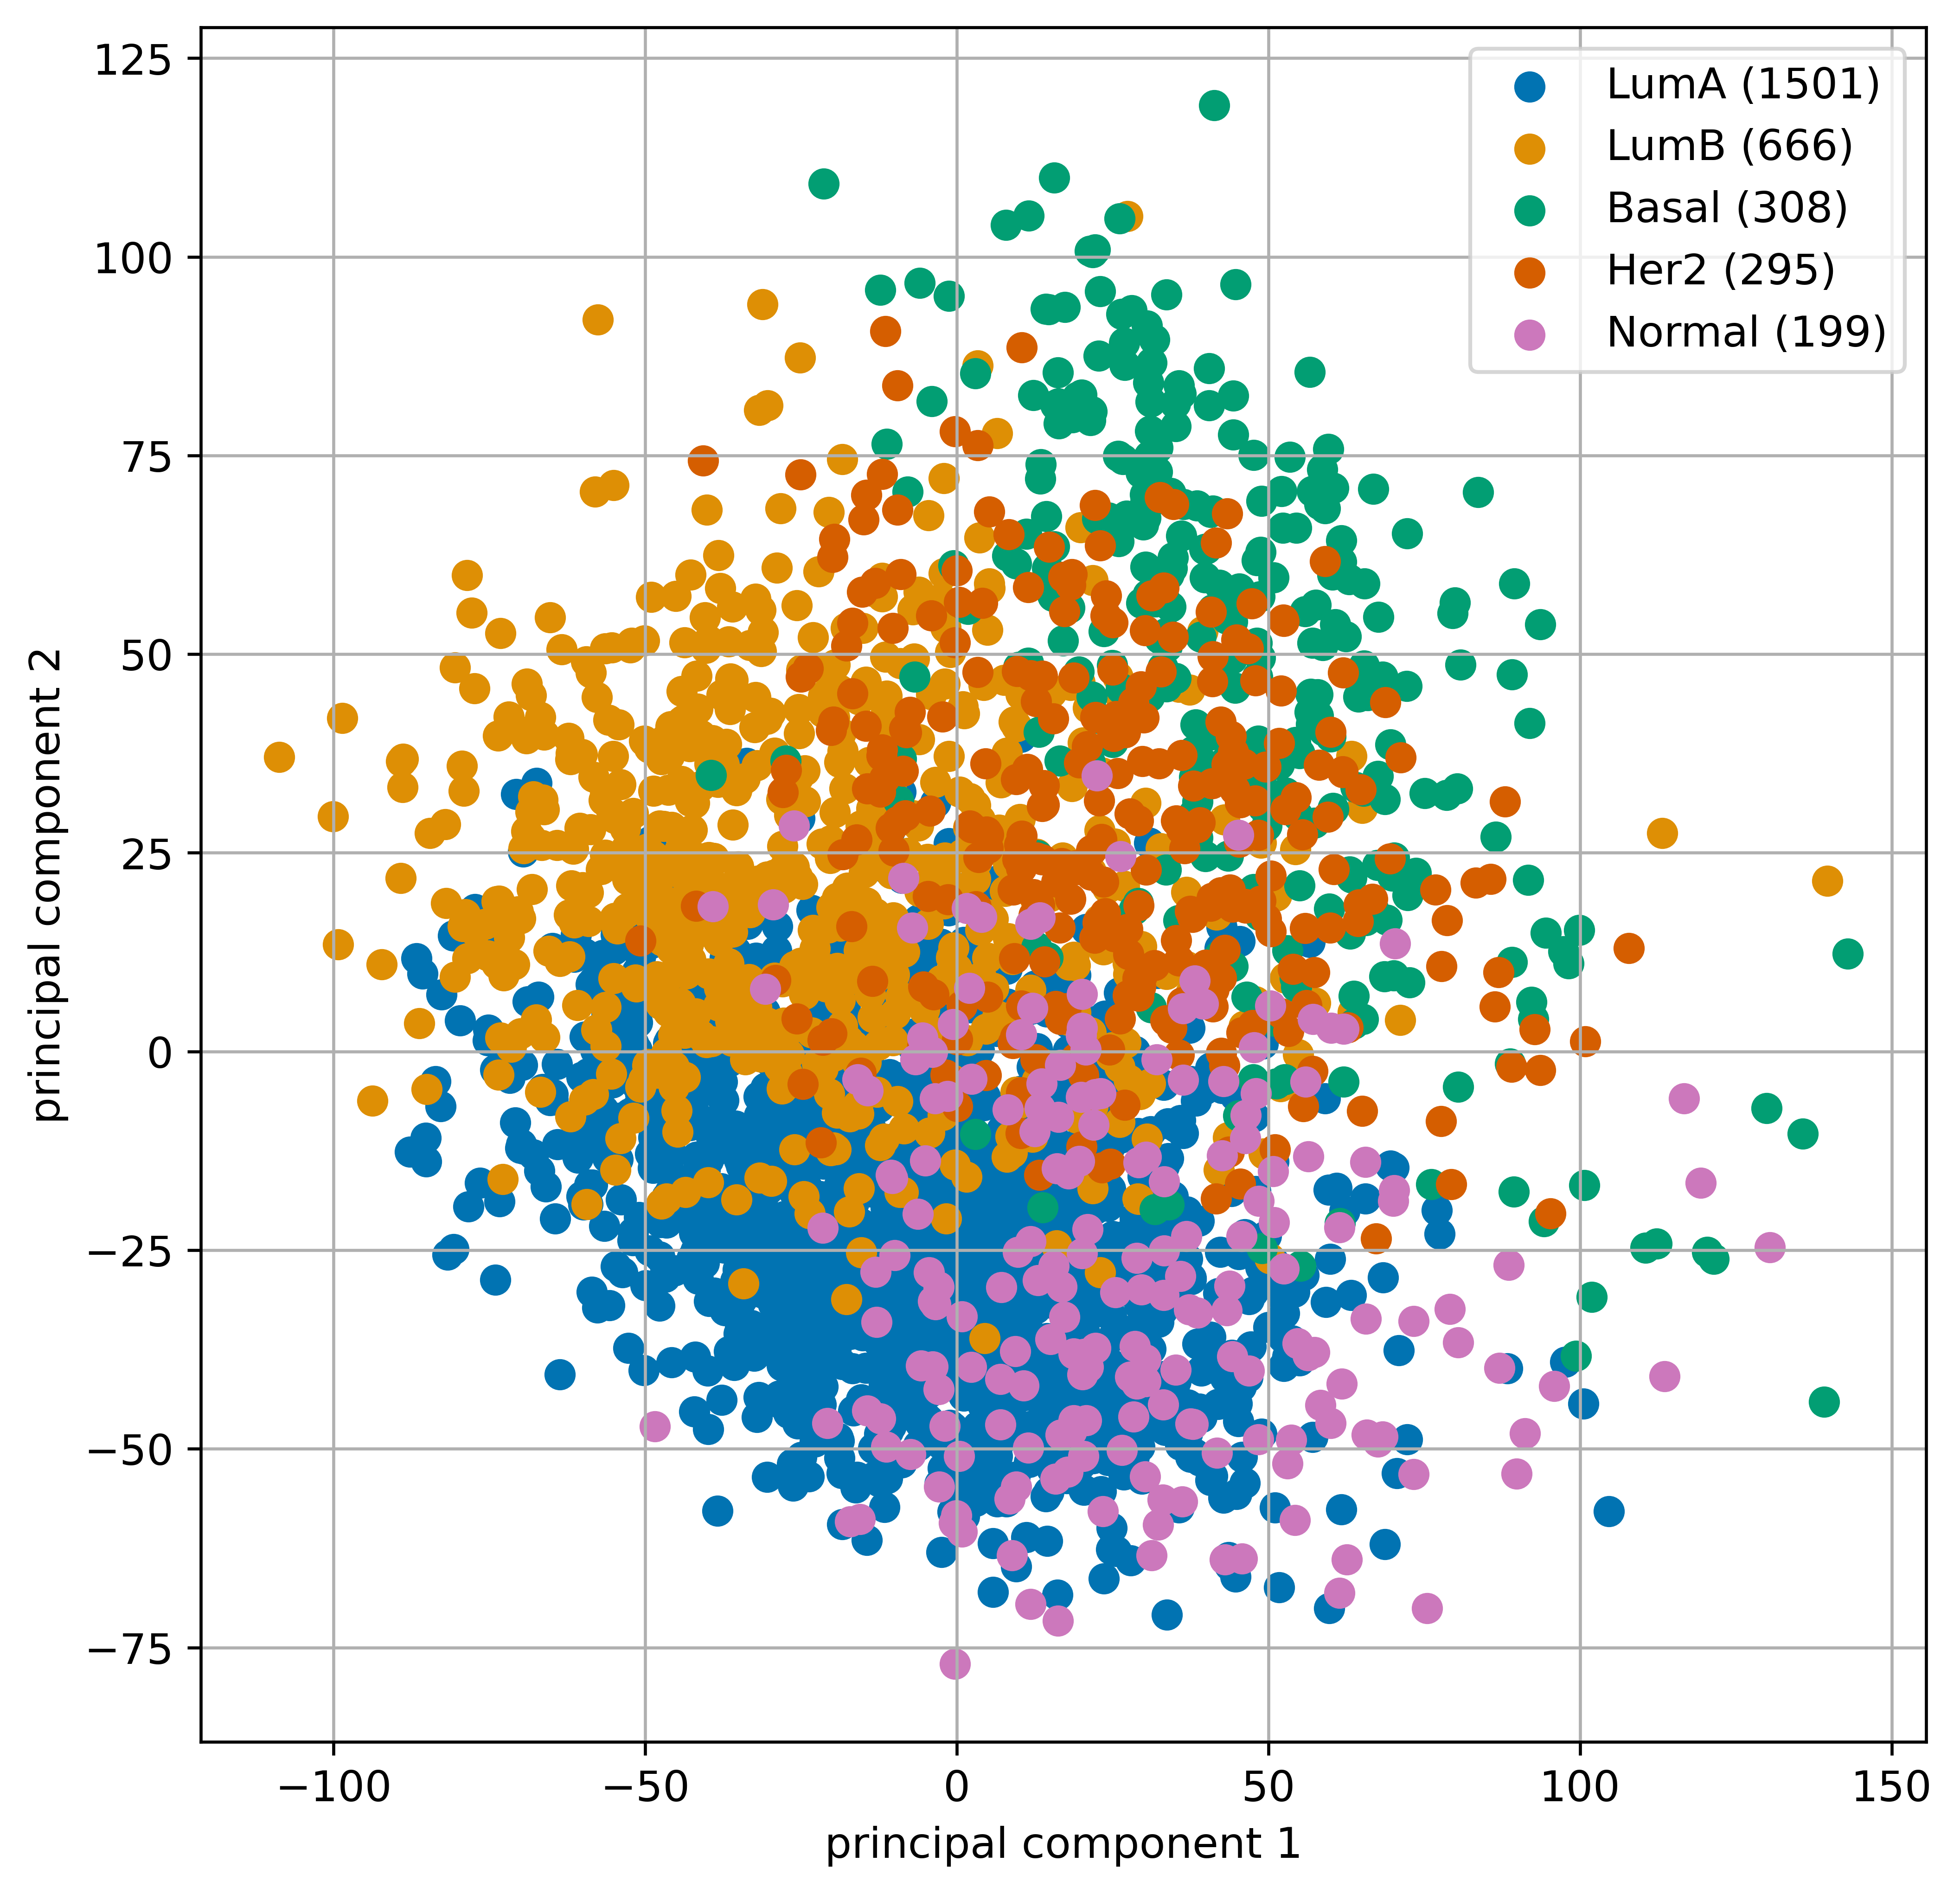 125
100
75
50
25
0
−25
−50
−75
principal component 2
LumA (1501)
LumB (666)
Basal (308)
Her2 (295)
Normal (199)
−100 −50 0 50 100 150
principal component 1